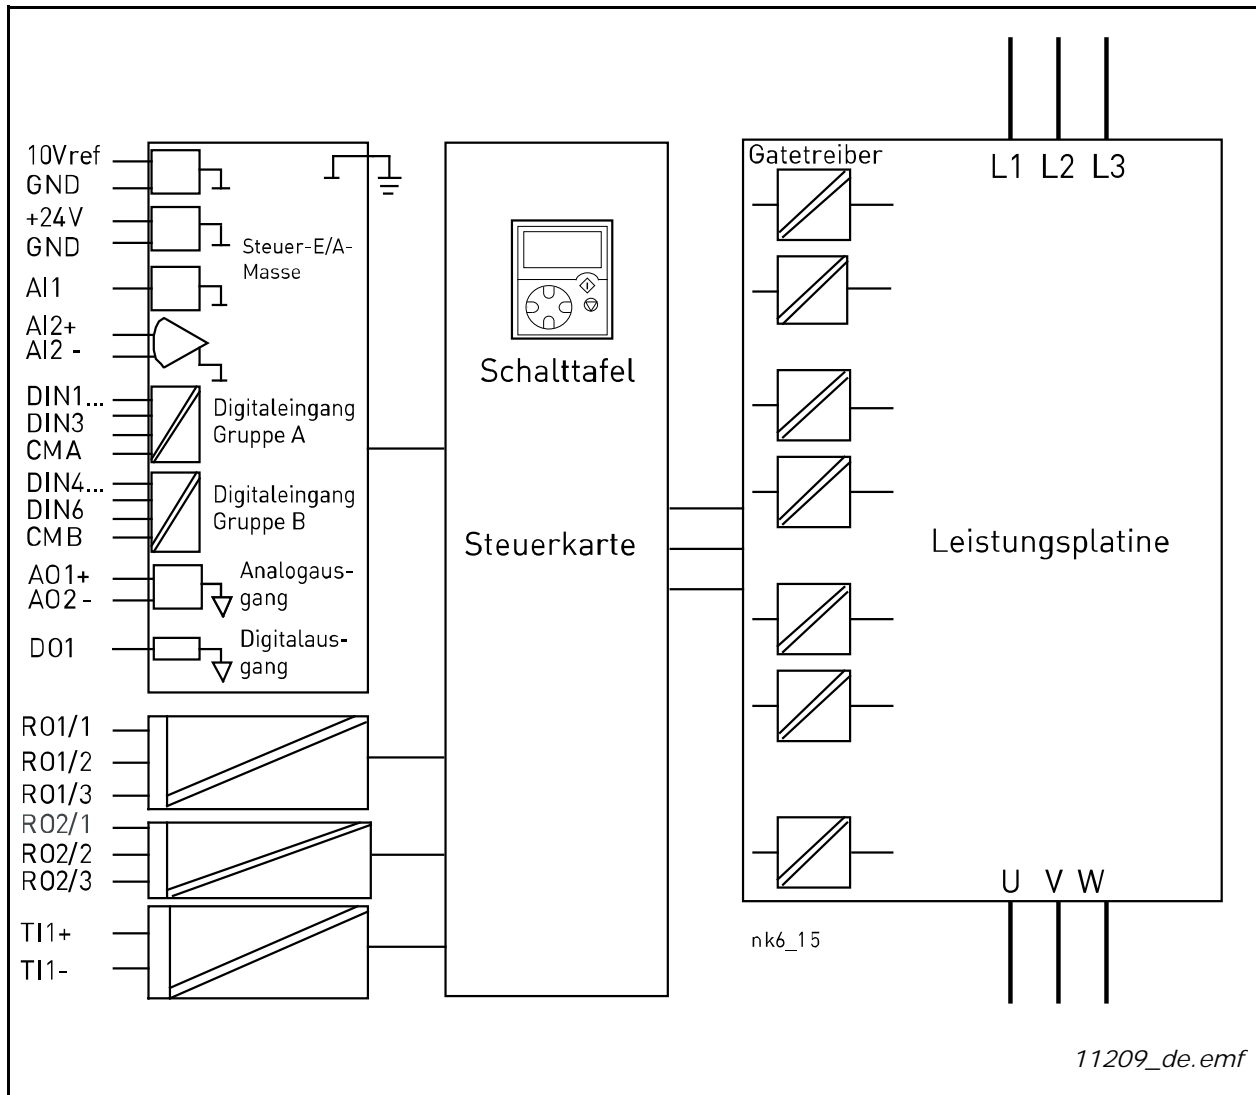 10Vref
GND
+24V
GND
AI1
AI2+
AI2 -
DIN1...
DIN3
CMA
DIN4...
DIN6
CMB
AO1+
AO2 -
DO1
RO1/1
RO1/2
RO1/3
RO2/1
RO2/2
RO2/3
TI1+
TI1-
Steuer-E/A-
Masse
Digitaleingang
Gruppe A
Digitaleingang
Gruppe B
Analogaus-
gang
Digitalaus-
gang
Schalttafel
Steuerkarte
Gatetreiber
L1 L2 L3
Leistungsplatine
U V W
nk6_15
11209_de.emf